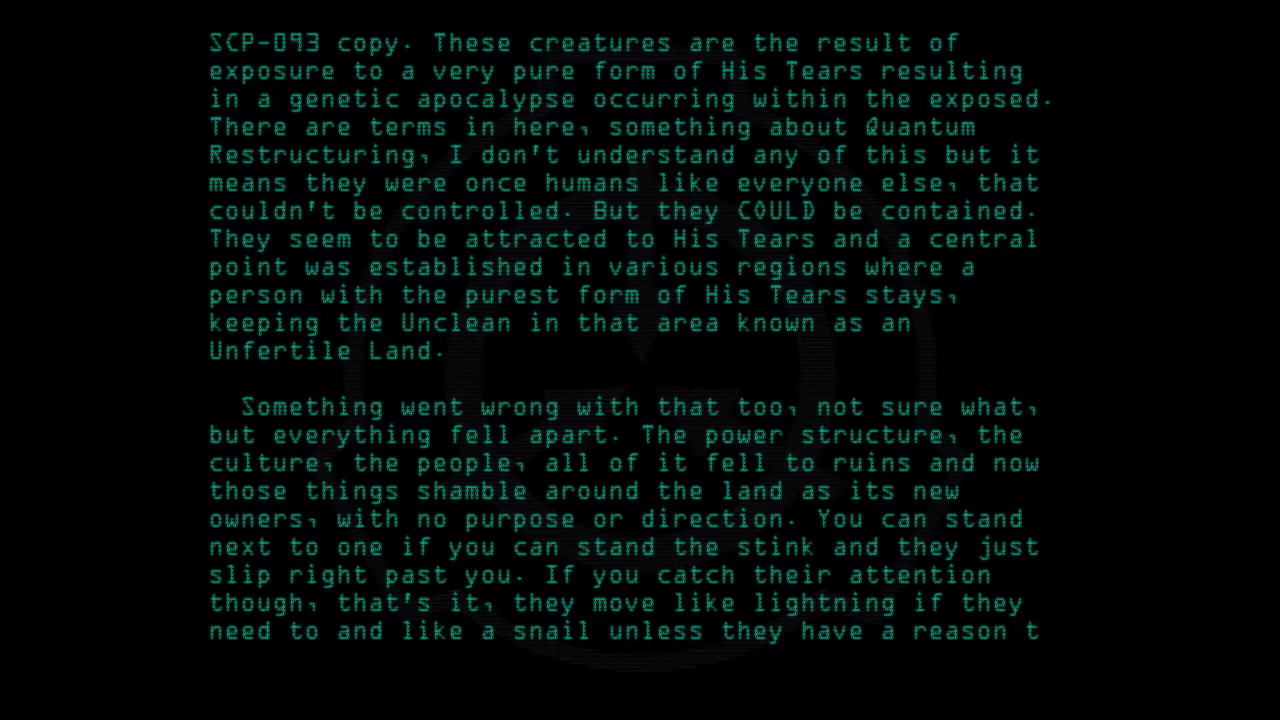 SCP-093 copy. These creatures are the result of
exposure to a very pure form of His Tears resulting
in a genetic apocalypse occurring within the exposed.
There are terms in here, something about Quantum
Restructuring, I don't understand any of this but it
means they were once humans like everyone else, that
couldn't be controlled. But they COULD be contained.
They seem to be attracted to His Tears and a central
point was established in various regions where a
person with the purest form of His Tears stays,
keeping the Unclean in that area known as an
Unfertile Land.
Something went wrong with that too, not sure what,
but everything fell apart. The power structure, the
culture, the people, all of it fell to ruins and now
those things shamble around the land as its new
owners, with no purpose or direction. You can stand
next to one if you can stand the stink and they just
slip right past you. If you catch their attention
though, that's it, they move like lightning if they
need to and like a snail unless they have a reason t